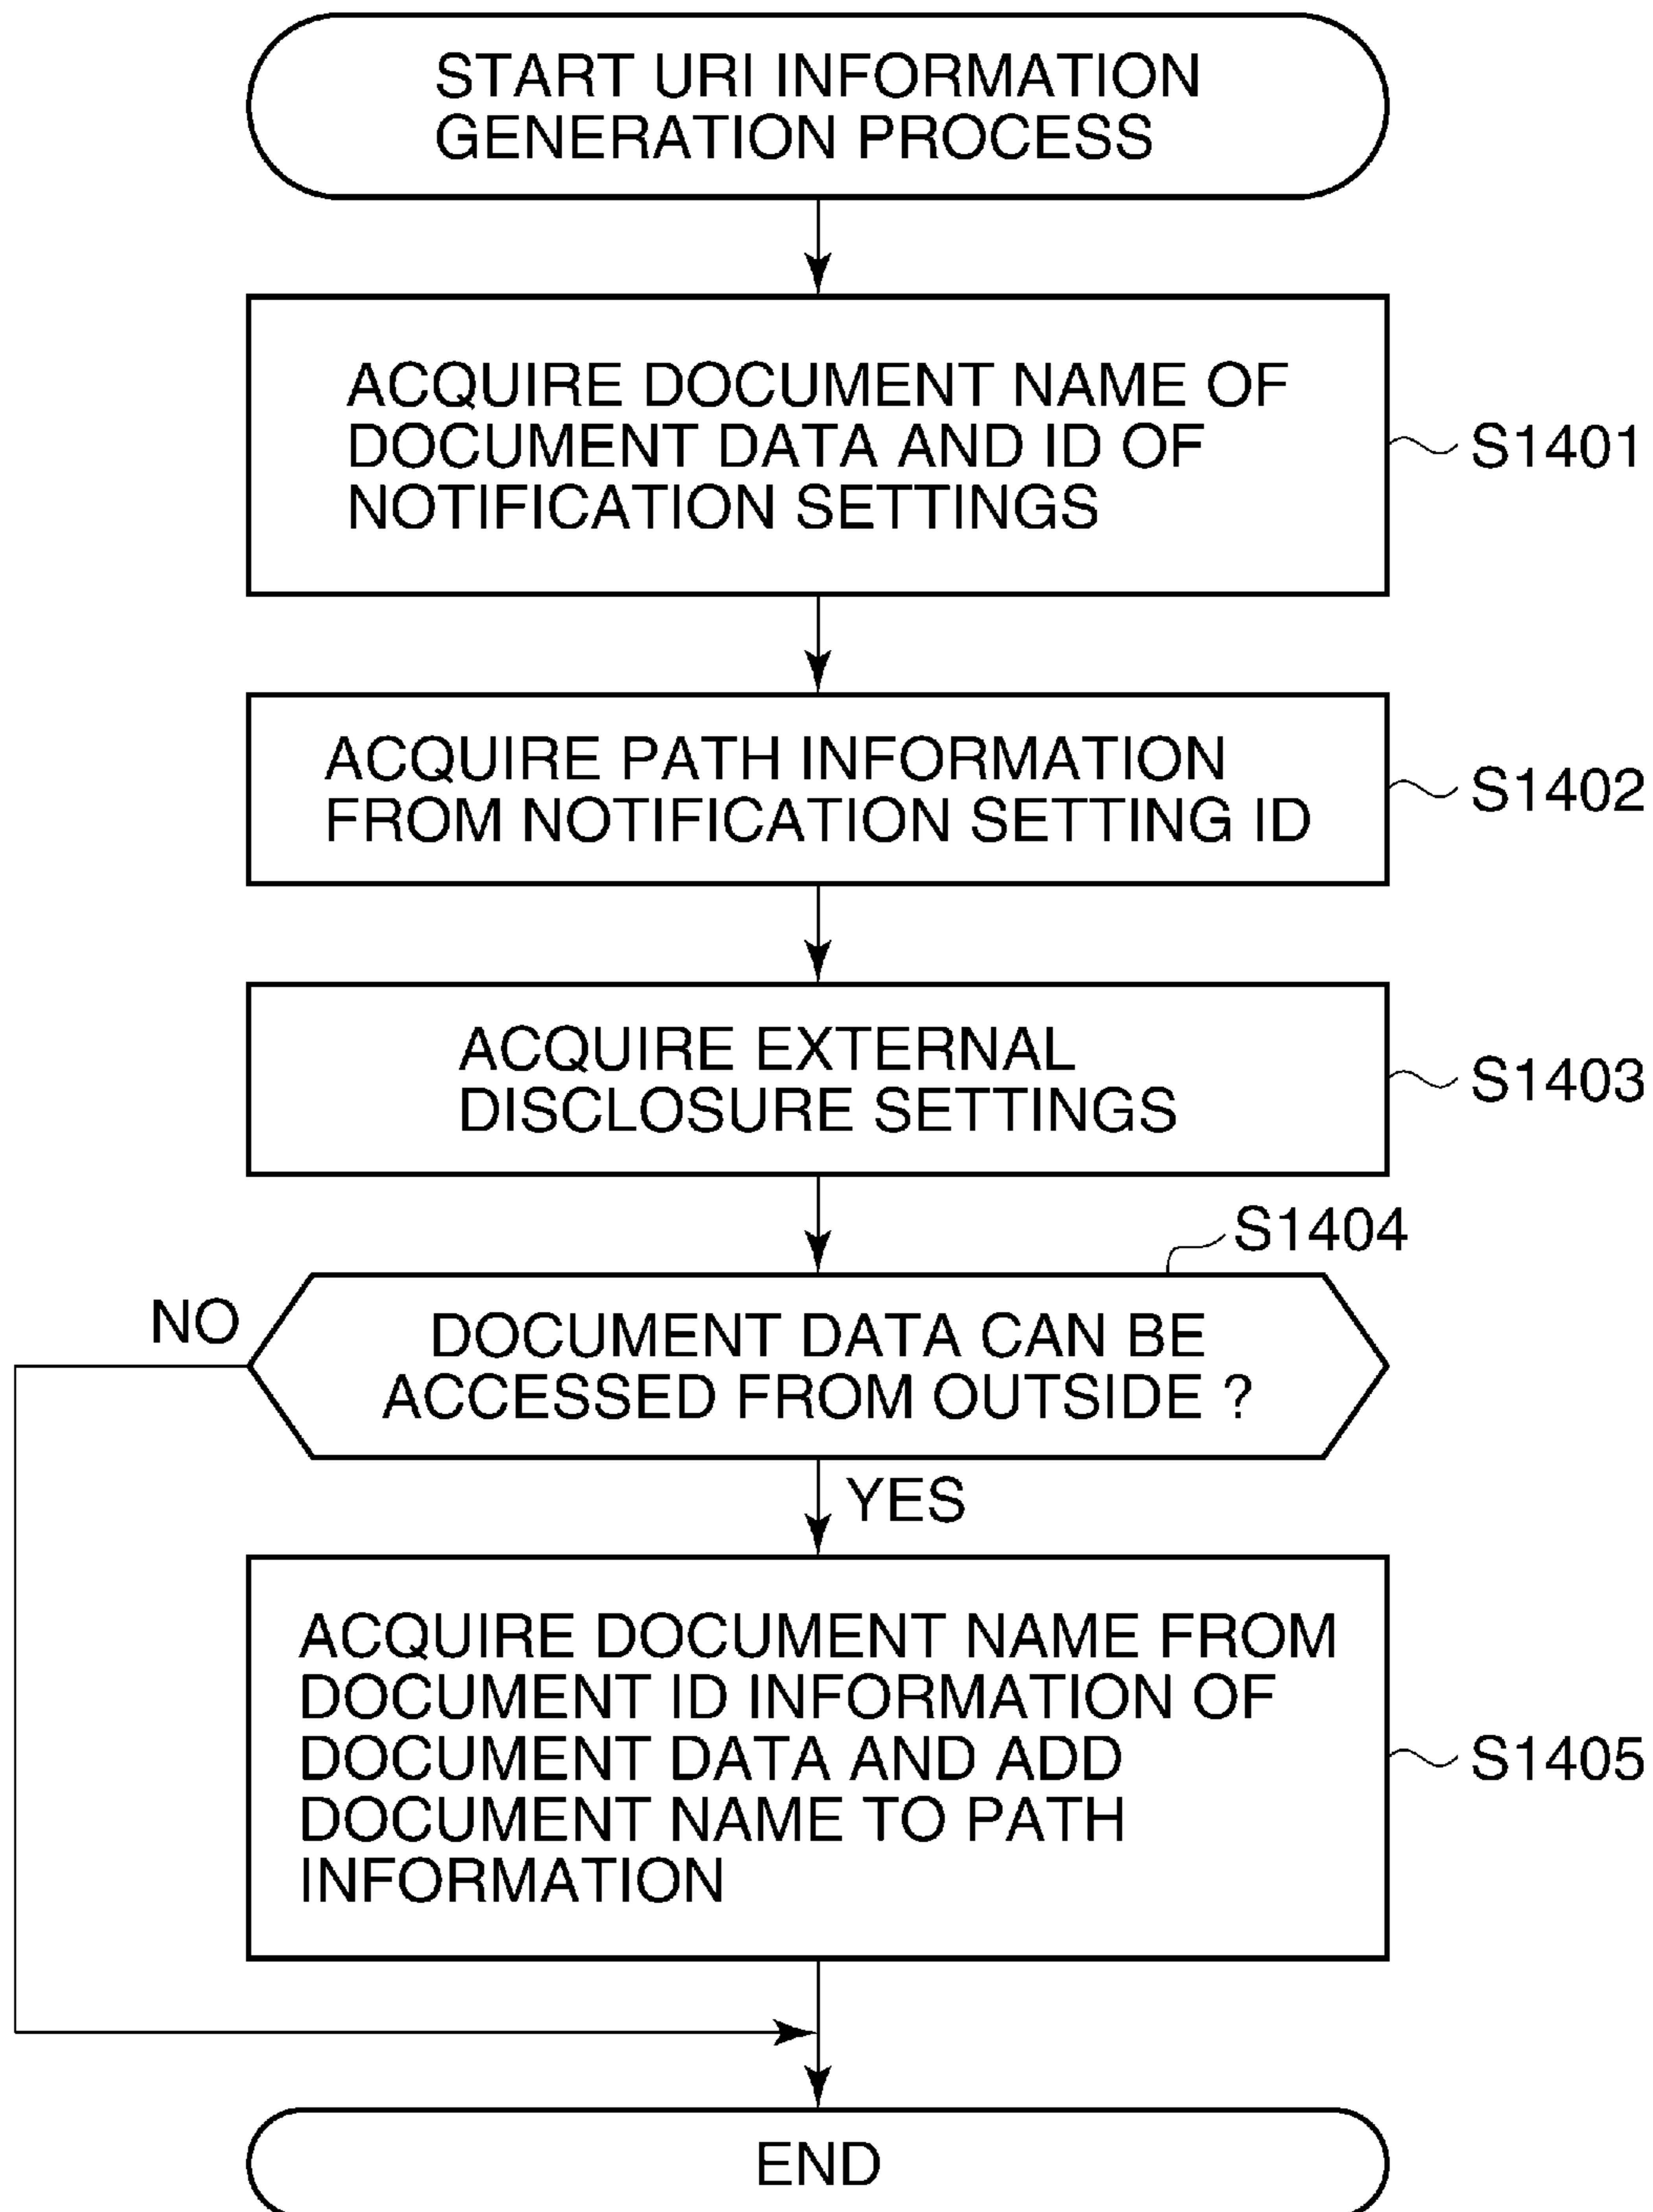 START URI INFORMATION
GENERATION PROCESS
ACQUIRE DOCUMENT NAME OF
DOCUMENT DATA AND ID OF
NOTIFICATION SETTINGS
S1401
ACQUIRE PATH INFORMATION
FROM NOTIFICATION SETTING ID
S1402
ACQUIRE EXTERNAL
DISCLOSURE SETTINGS
S1403
S1404
NO
DOCUMENT DATA CAN BE
ACCESSED FROM OUTSIDE ?
YES
ACQUIRE DOCUMENT NAME FROM
DOCUMENT ID INFORMATION OF
DOCUMENT DATA AND ADD
DOCUMENT NAME TO PATH
INFORMATION
S1405
END